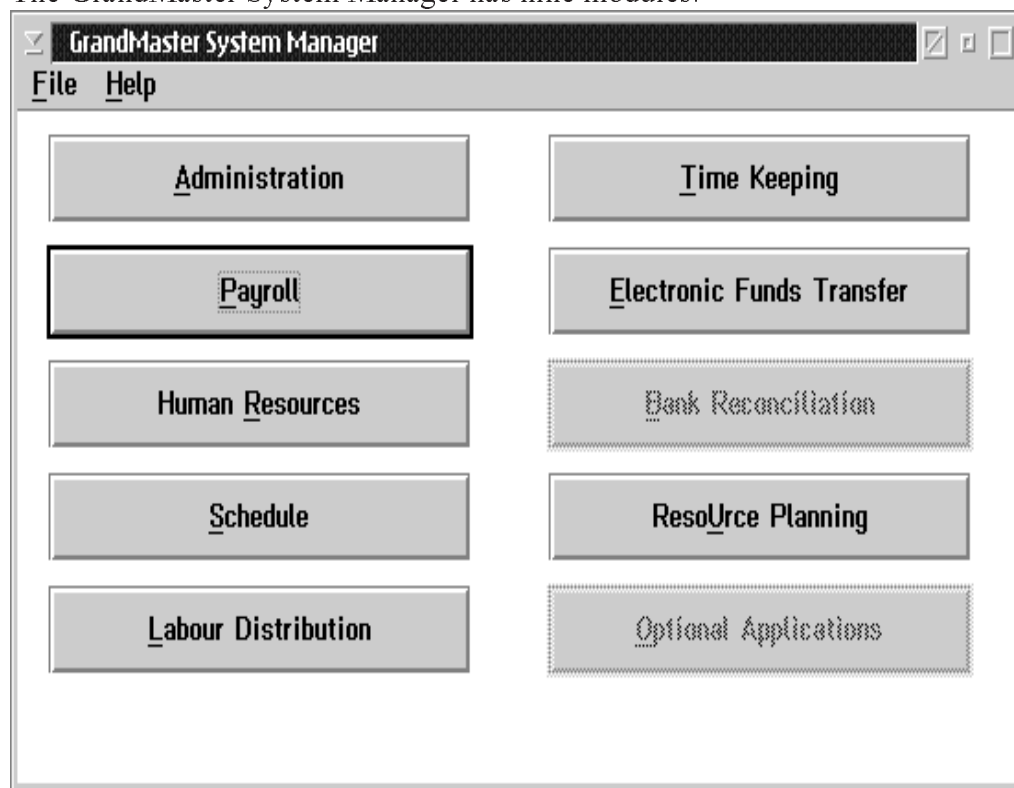 The GrandMaster System Manager has nine modules:
GrandMaster System Manager
File Help
Administration
Time Keeping
Payroll
Electronic Funds Transfer
Human Resources
Bank Reconciliation
Schedule
ResoUrce Planning
Labour Distribution
Optional Applications